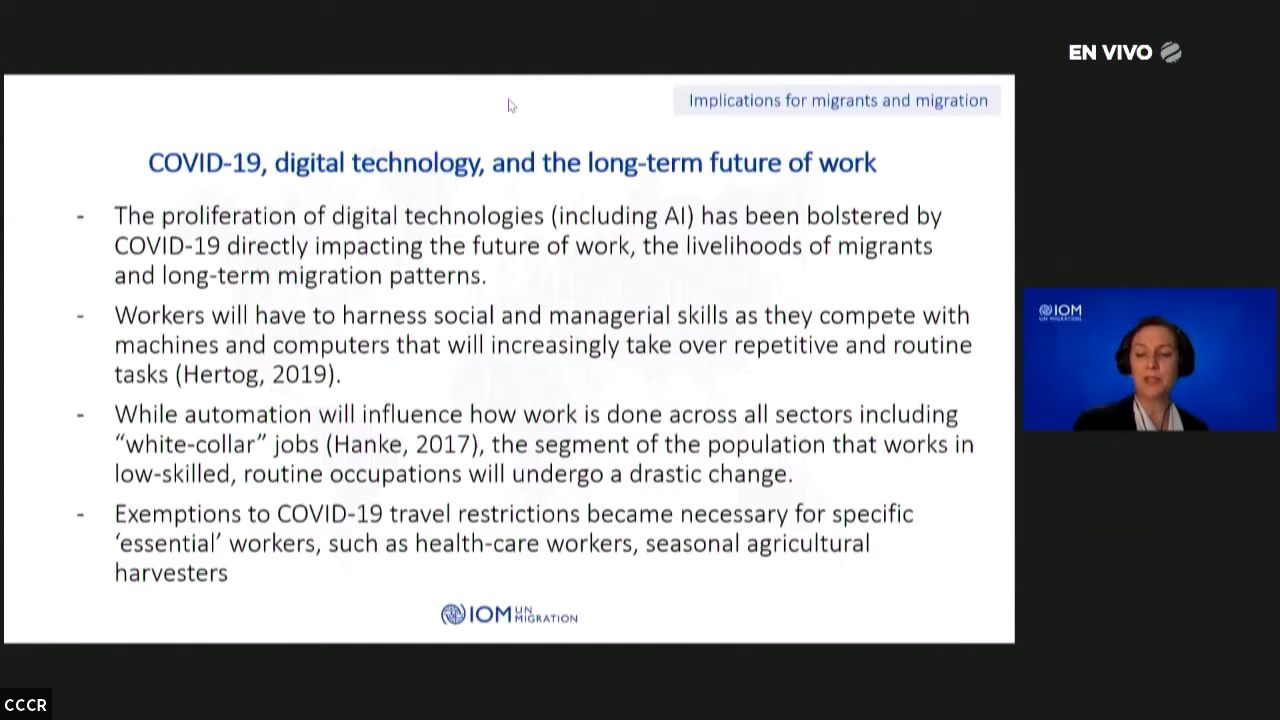 EN VIVO
Implications for migrants and migration
COVID-19, digital technology, and the long-term future of work
- The proliferation of digital technologies (including AI) has been bolstered by
COVID-19 directly impacting the future of work, the livelihoods of migrants
and long-term migration patterns.
- Workers will have to harness social and managerial skills as they compete with
machines and computers that will increasingly take over repetitive and routine
tasks (Hertog, 2019).
- While automation will influence how work is done across all sectors including
“white-collar” jobs (Hanke, 2017), the segment of the population that works in
low-skilled, routine occupations will undergo a drastic change.
- Exemptions to COVID-19 travel restrictions became necessary for specific
‘essential’ workers, such as health-care workers, seasonal agricultural
harvesters
IOM UN MIGRATION
IOM
UN MIGRATION
CCCR